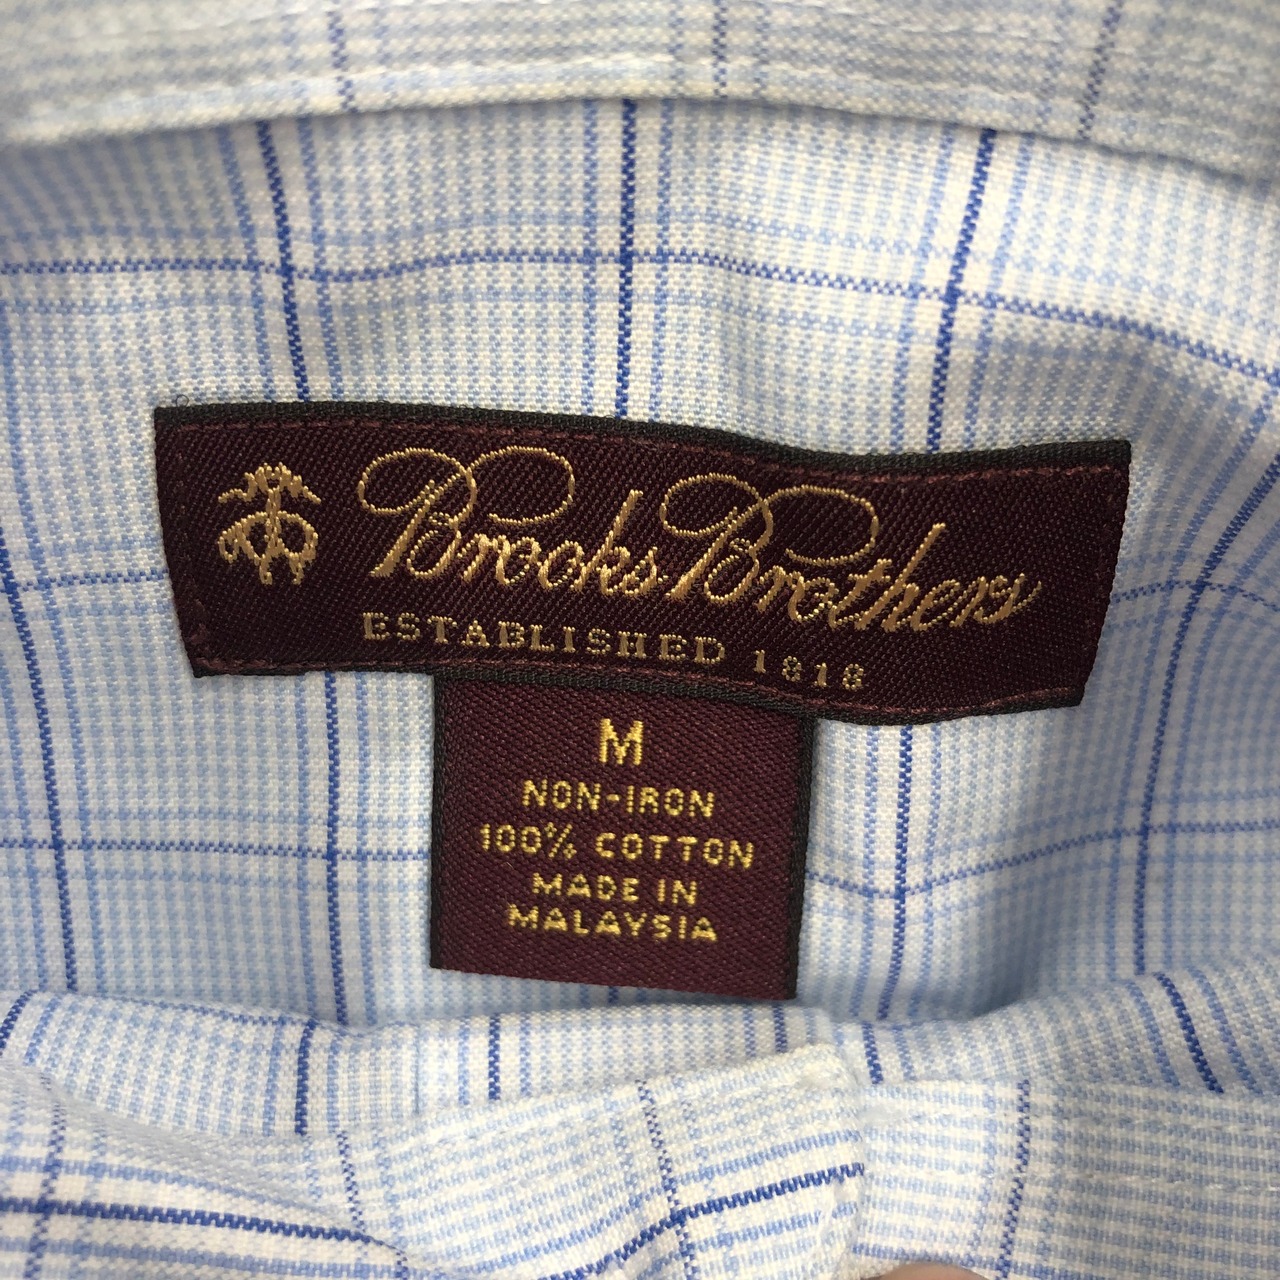 Brooks Brothers
ESTABLISHED 1818
M
NON-IRON
100% COTTON
MADE IN
MALAYSIA